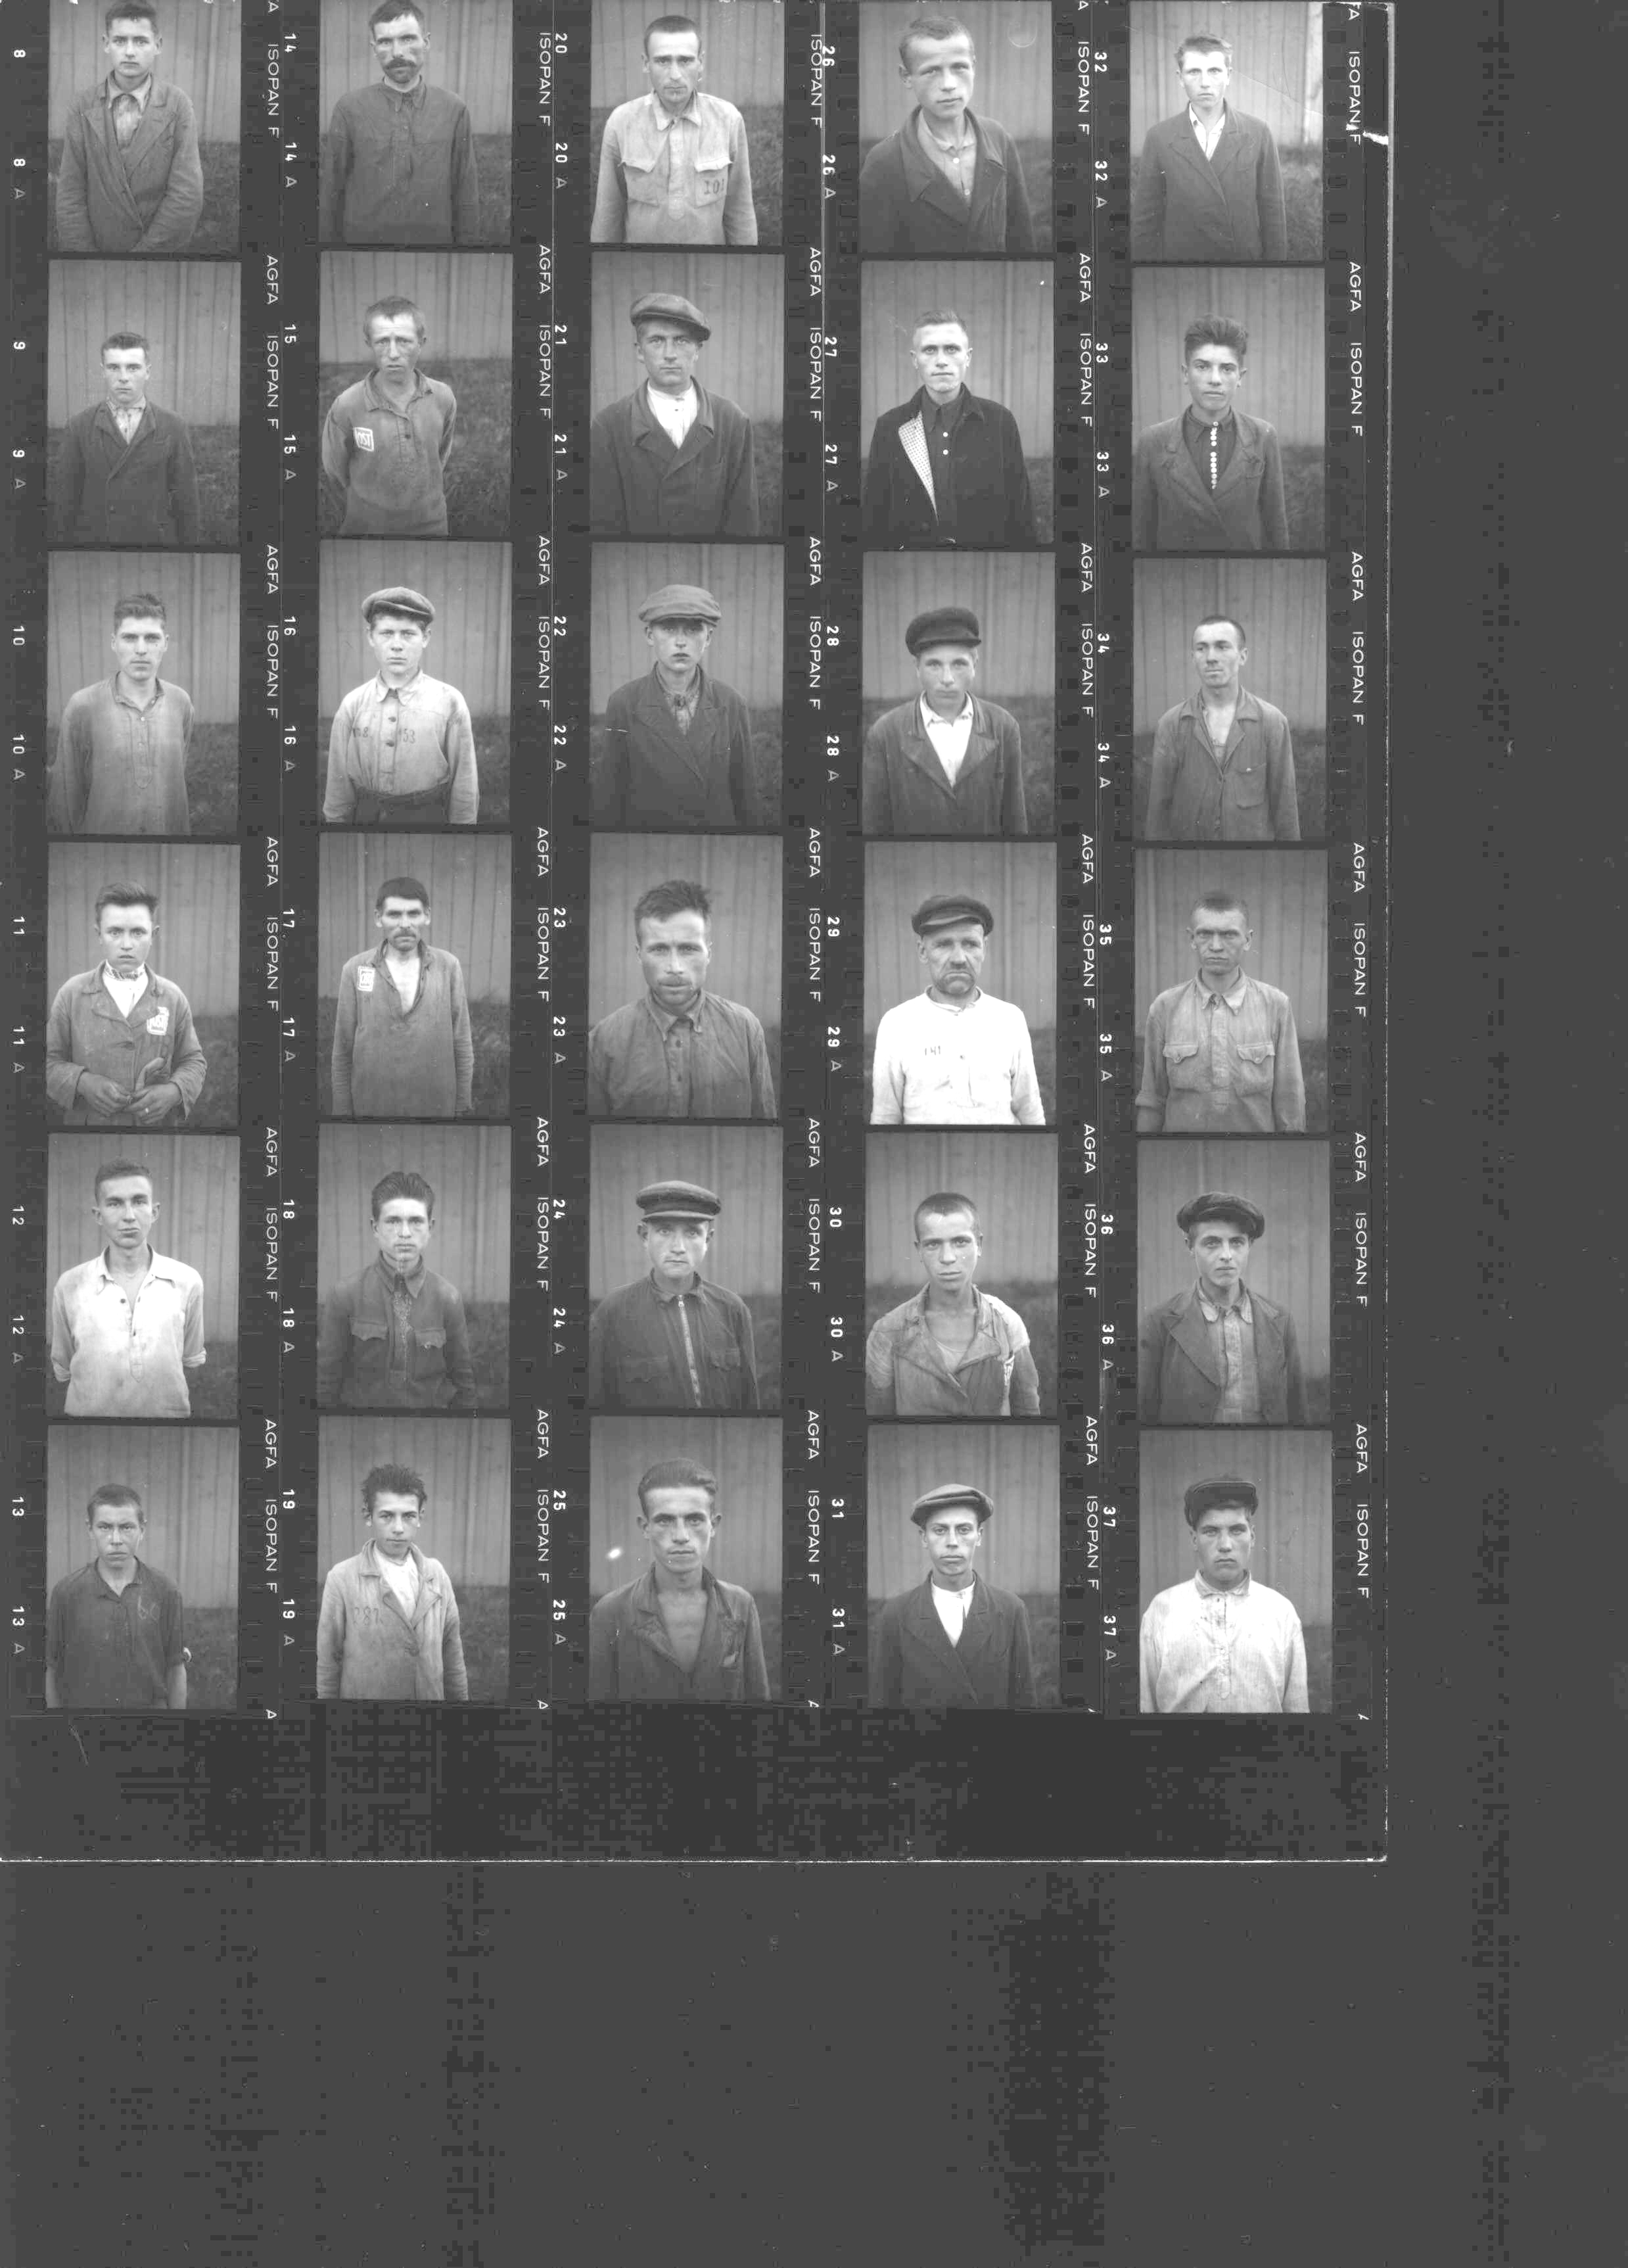 8
8 A
9
9 A
10
10 A
11
11 A
12
12 A
13
13 A
A ISOPAN F
AGFA ISOPAN F
AGFA ISOPAN F
AGFA ISOPAN F
AGFA ISOPAN F
AGFA ISOPAN F
A
14
14 A
15
15 A
16
16 A
17
17 A
18
18 A
19
19 A
OST
53
ISOPAN F
AGFA ISOPAN F
AGFA ISOPAN F
AGFA ISOPAN F
AGFA ISOPAN F
AGFA ISOPAN F
A
20
20 A
21
21 A
22
22 A
23
23 A
24
24 A
25
25 A
ISOPAN F
AGFA ISOPAN F
AGFA ISOPAN F
AGFA ISOPAN F
AGFA ISOPAN F
AGFA ISOPAN F
26
26 A
27
27 A
28
28 A
29
29 A
30
30 A
31
31 A
141
A ISOPAN F
AGFA ISOPAN F
AGFA ISOPAN F
AGFA ISOPAN F
AGFA ISOPAN F
AGFA ISOPAN F
32
32 A
33
33 A
34
34 A
35
35 A
36
36 A
37
37 A
ISOPAN F
AGFA ISOPAN F
AGFA ISOPAN F
AGFA ISOPAN F
AGFA ISOPAN F
AGFA ISOPAN F